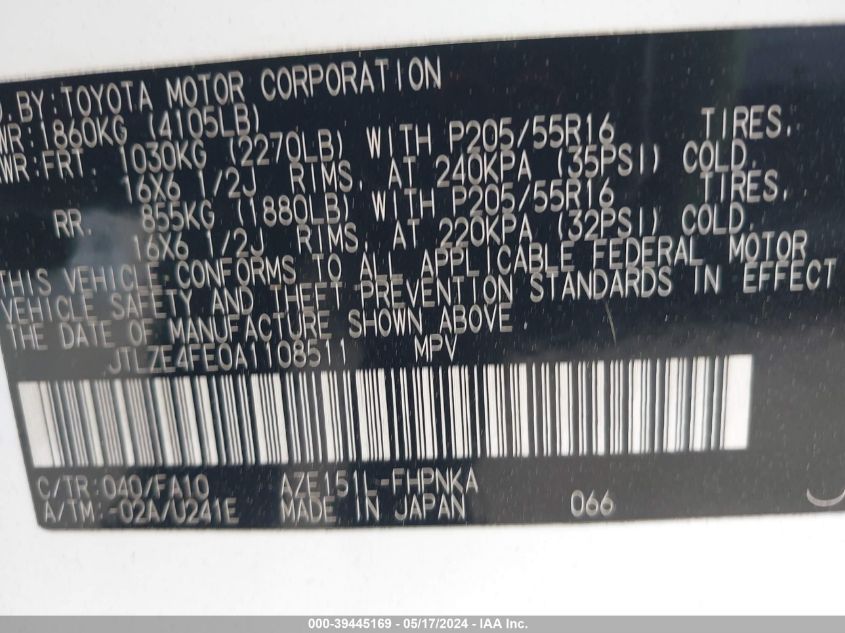 D. BY: TOYOTA MOTOR CORPORATION
WR: 1860KG (4105LB)
WR: FRT. 1030KG (2270LB) WITH P205/55R16 TIRES.
16X6 1/2J RIMS. AT 240KPA (35PSI) COLD.
RR. 855KG (1880LB) WITH P205/55R16 TIRES.
16X6 1/2J RIMS. AT 220KPA (32PSI) COLD.
THIS VEHICLE CONFORMS TO ALL APPLICABLE FEDERAL MOTOR
VEHICLE SAFETY AND THEFT PREVENTION STANDARDS IN EFFECT
THE DATE OF MANUFACTURE SHOWN ABOVE.
JTLZE4FE0A1108511 MPV
C/TR: 040/FA10 AZE151L-FHPNKA
A/TM: -02A/U241E MADE IN JAPAN 066
000-39445169 - 05/17/2024 - IAA Inc.